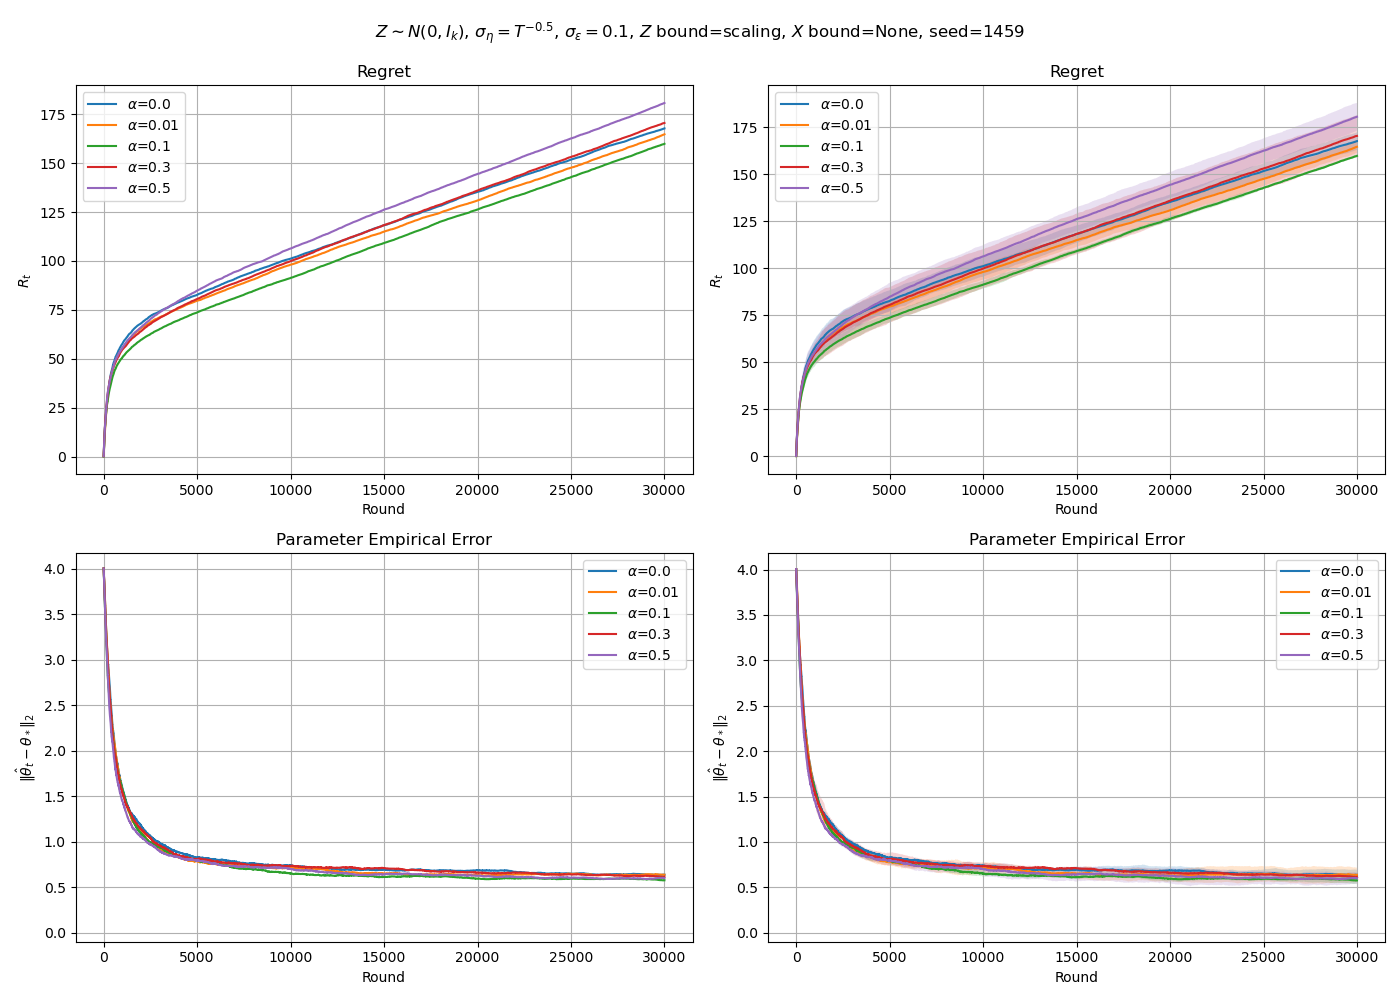 Z ∼ N(0, I_k), σ_η = T^{−0.5}, σ_ε = 0.1, Z bound=scaling, X bound=None, seed=1459
Regret
R_t
175
150
125
100
75
50
25
0
α=0.0
α=0.01
α=0.1
α=0.3
α=0.5
0 5000 10000 15000 20000 25000 30000
Round
Regret
R_t
175
150
125
100
75
50
25
0
α=0.0
α=0.01
α=0.1
α=0.3
α=0.5
0 5000 10000 15000 20000 25000 30000
Round
Parameter Empirical Error
‖θ̂_t − θ_*‖_2
4.0
3.5
3.0
2.5
2.0
1.5
1.0
0.5
0.0
α=0.0
α=0.01
α=0.1
α=0.3
α=0.5
0 5000 10000 15000 20000 25000 30000
Round
Parameter Empirical Error
‖θ̂_t − θ_*‖_2
4.0
3.5
3.0
2.5
2.0
1.5
1.0
0.5
0.0
α=0.0
α=0.01
α=0.1
α=0.3
α=0.5
0 5000 10000 15000 20000 25000 30000
Round